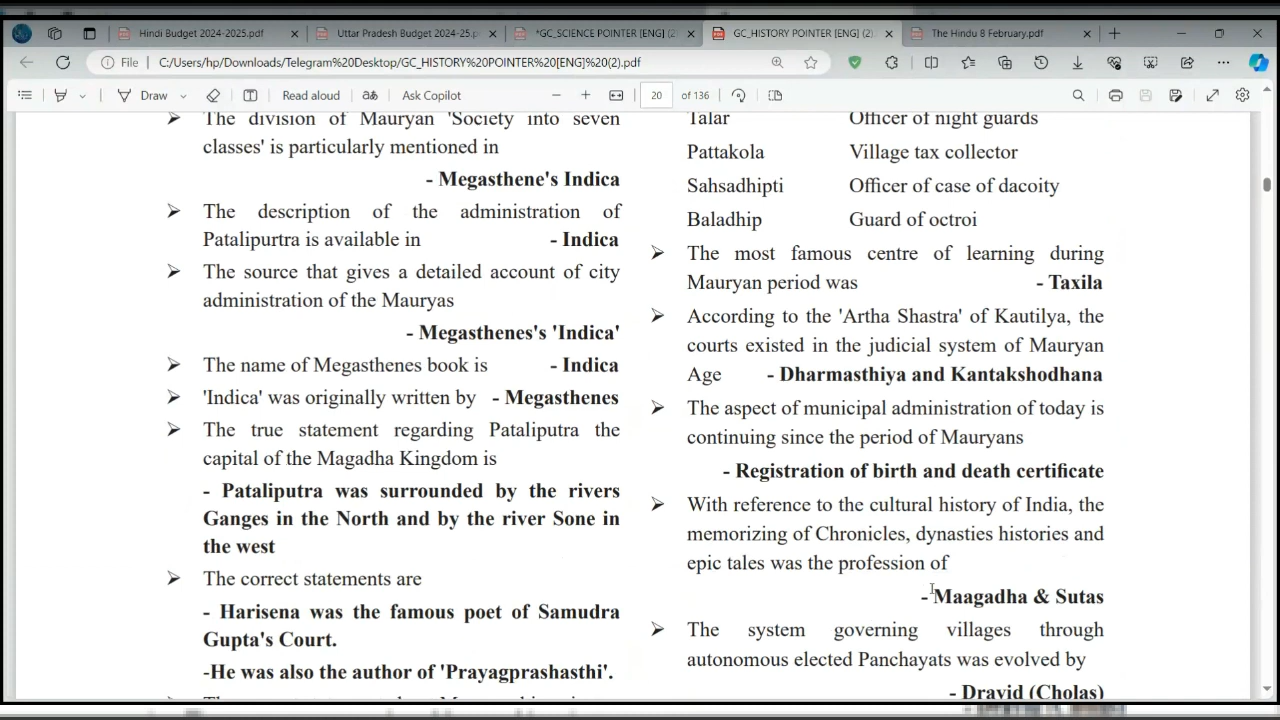 Hindi Budget 2024-2025.pdf
Uttar Pradesh Budget 2024-25.p
*GC_SCIENCE POINTER [ENG] (2)
GC_HISTORY POINTER [ENG] (2).
The Hindu 8 February.pdf
File
C:/Users/hp/Downloads/Telegram%20Desktop/GC_HISTORY%20POINTER%20[ENG]%20(2).pdf
Draw
Read aloud
aあ
Ask Copilot
20 of 136
➤ The division of Mauryan 'Society into seven
classes' is particularly mentioned in
- Megasthene's Indica
➤ The description of the administration of
Patalipurtra is available in - Indica
➤ The source that gives a detailed account of city
administration of the Mauryas
- Megasthenes's 'Indica'
➤ The name of Megasthenes book is - Indica
➤ 'Indica' was originally written by - Megasthenes
➤ The true statement regarding Pataliputra the
capital of the Magadha Kingdom is
- Pataliputra was surrounded by the rivers
Ganges in the North and by the river Sone in
the west
➤ The correct statements are
- Harisena was the famous poet of Samudra
Gupta's Court.
-He was also the author of 'Prayagprashasthi'.
Talar Officer of night guards
Pattakola Village tax collector
Sahsadhipti Officer of case of dacoity
Baladhip Guard of octroi
➤ The most famous centre of learning during
Mauryan period was - Taxila
➤ According to the 'Artha Shastra' of Kautilya, the
courts existed in the judicial system of Mauryan
Age - Dharmasthiya and Kantakshodhana
➤ The aspect of municipal administration of today is
continuing since the period of Mauryans
- Registration of birth and death certificate
➤ With reference to the cultural history of India, the
memorizing of Chronicles, dynasties histories and
epic tales was the profession of
- Maagadha & Sutas
➤ The system governing villages through
autonomous elected Panchayats was evolved by
- Dravid (Cholas)